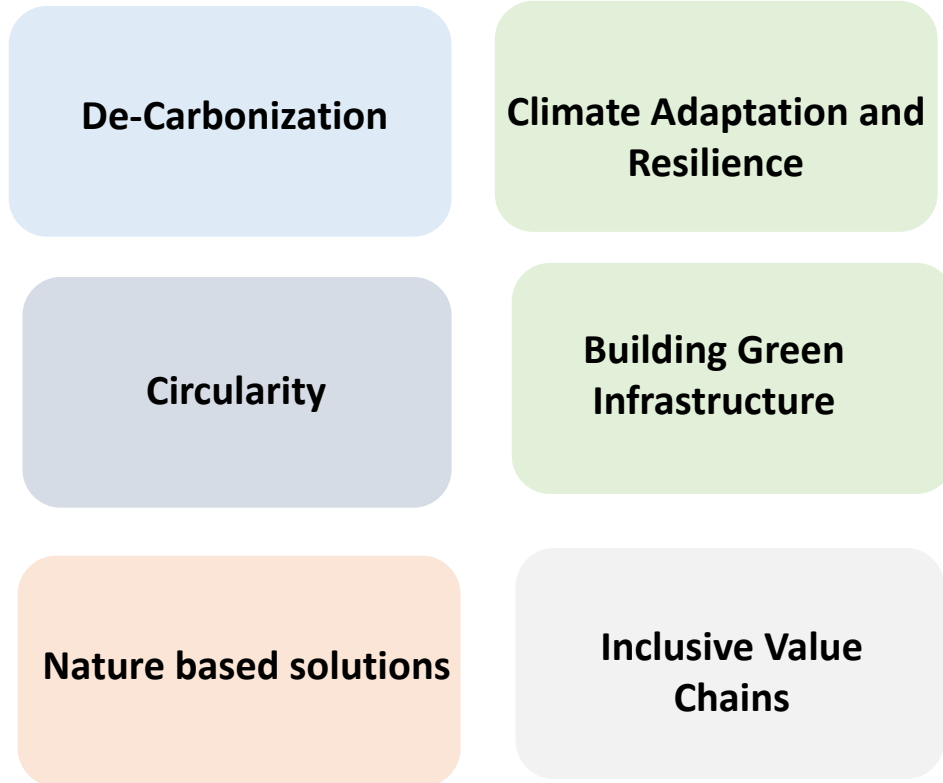 De-Carbonization
Climate Adaptation and
Resilience
Circularity
Building Green
Infrastructure
Nature based solutions
Inclusive Value
Chains